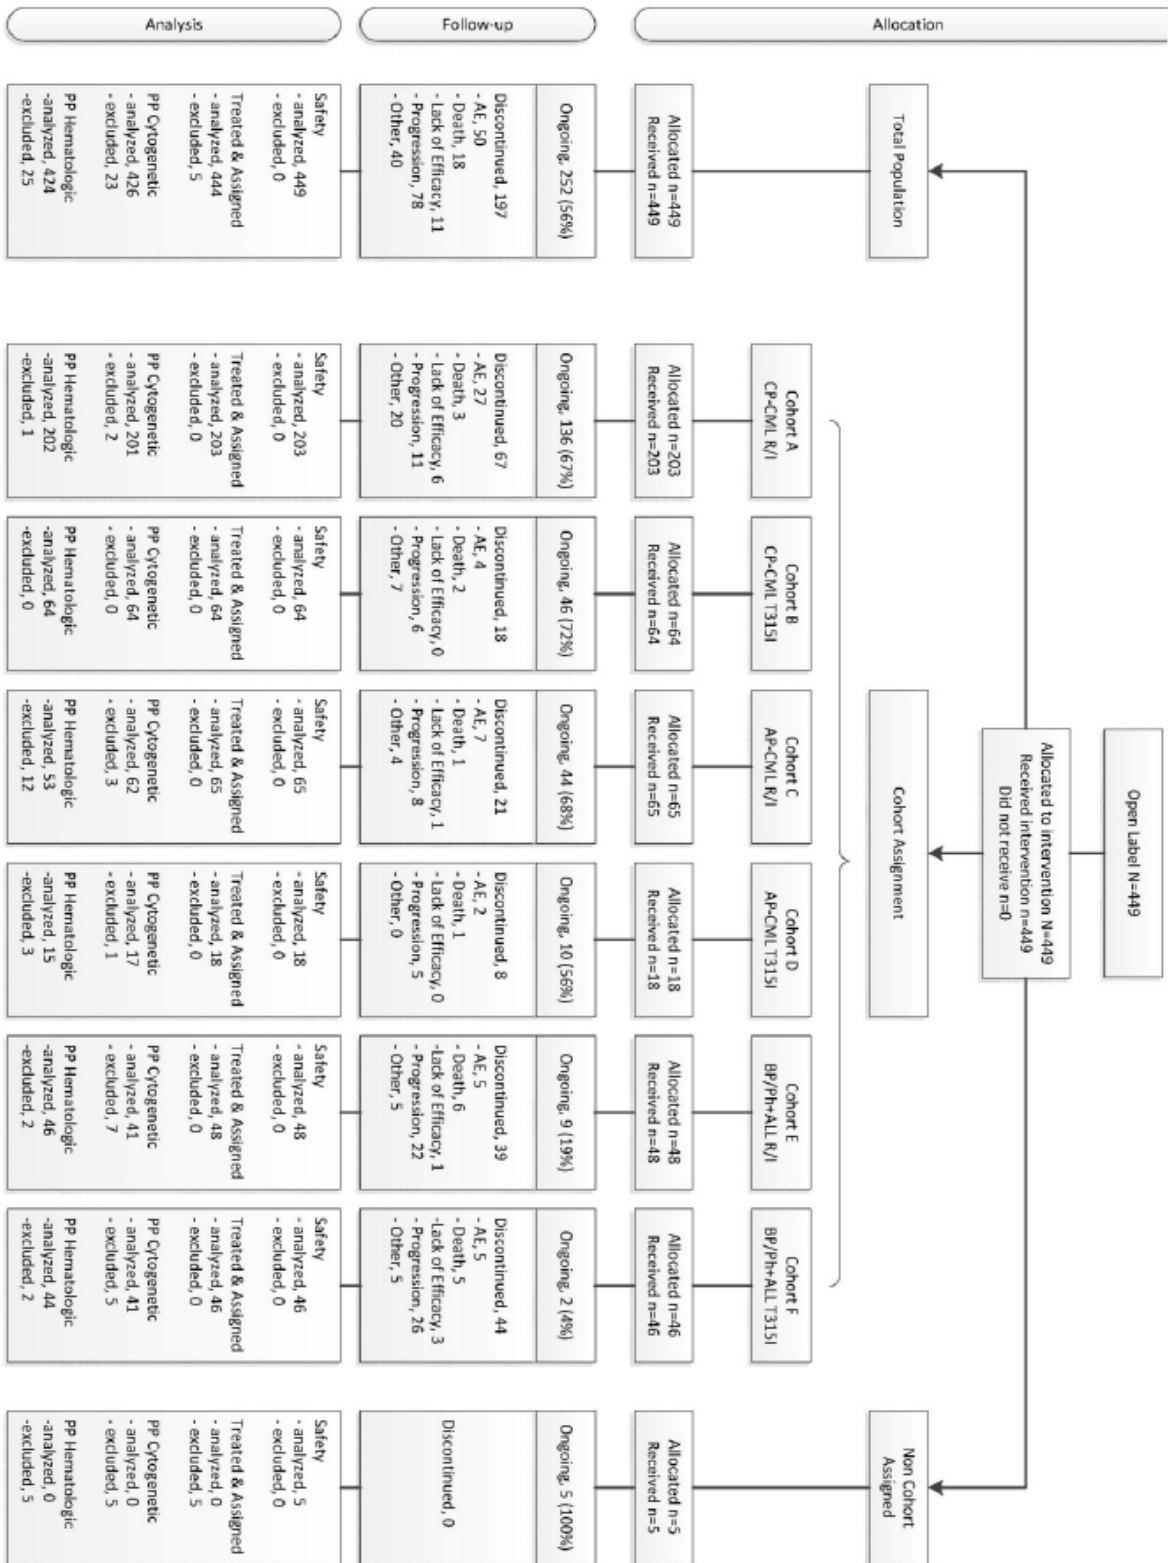 Open Label N=449
Allocated to intervention N=449
Received intervention n=449
Did not receive n=0
Allocation
Total Population
Cohort Assignment
Non Cohort
Assigned
Cohort A
CP-CML R/I
Cohort B
CP-CML T315I
Cohort C
AP-CML R/I
Cohort D
AP-CML T315I
Cohort E
BP/Ph+ALL R/I
Cohort F
BP/Ph+ALL T315I
Allocated n=449
Received n=449
Allocated n=203
Received n=203
Allocated n=64
Received n=64
Allocated n=65
Received n=65
Allocated n=18
Received n=18
Allocated n=48
Received n=48
Allocated n=46
Received n=46
Allocated n=5
Received n=5
Follow-up
Ongoing, 252 (56%)
Discontinued, 197
- AE, 50
- Death, 18
- Lack of Efficacy, 11
- Progression, 78
- Other, 40
Ongoing, 136 (67%)
Discontinued, 67
- AE, 27
- Death, 3
- Lack of Efficacy, 6
- Progression, 11
- Other, 20
Ongoing, 46 (72%)
Discontinued, 18
- AE, 4
- Death, 2
- Lack of Efficacy, 0
- Progression, 6
- Other, 7
Ongoing, 44 (68%)
Discontinued, 21
- AE, 7
- Death, 1
- Lack of Efficacy, 1
- Progression, 8
- Other, 4
Ongoing, 10 (56%)
Discontinued, 8
- AE, 2
- Death, 1
- Lack of Efficacy, 0
- Progression, 5
- Other, 0
Ongoing, 9 (19%)
Discontinued, 39
- AE, 5
- Death, 6
-Lack of Efficacy, 1
- Progression, 22
- Other, 5
Ongoing, 2 (4%)
Discontinued, 44
- AE, 5
- Death, 5
-Lack of Efficacy, 3
- Progression, 26
- Other, 5
Ongoing, 5 (100%)
Discontinued, 0
Analysis
Safety
- analyzed, 449
- excluded, 0
Treated & Assigned
- analyzed, 444
- excluded, 5
PP Cytogenetic
- analyzed, 426
- excluded, 23
PP Hematologic
-analyzed, 424
-excluded, 25
Safety
- analyzed, 203
- excluded, 0
Treated & Assigned
- analyzed, 203
- excluded, 0
PP Cytogenetic
- analyzed, 201
- excluded, 2
PP Hematologic
-analyzed, 202
-excluded, 1
Safety
- analyzed, 64
- excluded, 0
Treated & Assigned
- analyzed, 64
- excluded, 0
PP Cytogenetic
- analyzed, 64
- excluded, 0
PP Hematologic
-analyzed, 64
-excluded, 0
Safety
- analyzed, 65
- excluded, 0
Treated & Assigned
- analyzed, 65
- excluded, 0
PP Cytogenetic
- analyzed, 62
- excluded, 3
PP Hematologic
-analyzed, 53
-excluded, 12
Safety
- analyzed, 18
- excluded, 0
Treated & Assigned
- analyzed, 18
- excluded, 0
PP Cytogenetic
- analyzed, 17
- excluded, 1
PP Hematologic
-analyzed, 15
-excluded, 3
Safety
- analyzed, 48
- excluded, 0
Treated & Assigned
- analyzed, 48
- excluded, 0
PP Cytogenetic
- analyzed, 41
- excluded, 7
PP Hematologic
-analyzed, 46
-excluded, 2
Safety
- analyzed, 46
- excluded, 0
Treated & Assigned
- analyzed, 46
- excluded, 0
PP Cytogenetic
- analyzed, 41
- excluded, 5
PP Hematologic
-analyzed, 44
-excluded, 2
Safety
- analyzed, 5
- excluded, 0
Treated & Assigned
- analyzed, 0
- excluded, 5
PP Cytogenetic
- analyzed, 0
- excluded, 5
PP Hematologic
-analyzed, 0
-excluded, 5